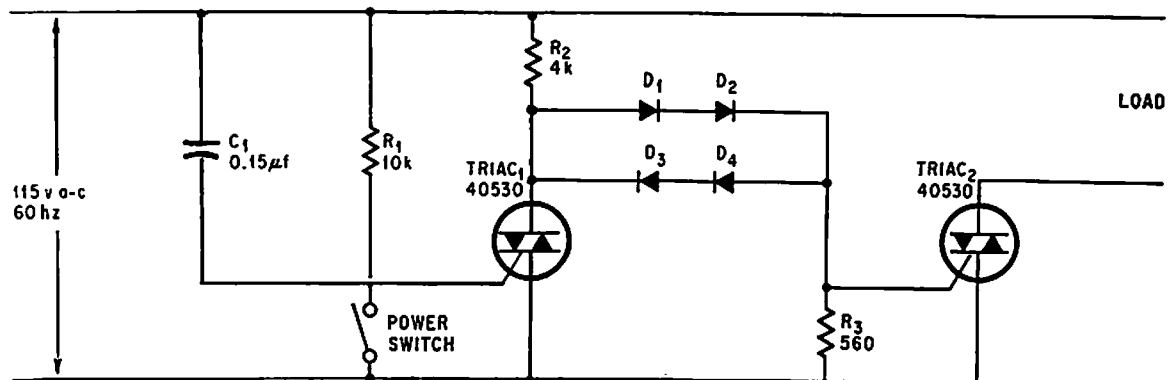 115 v a-c
60 hz
C1
0.15µf
R1
10k
POWER
SWITCH
R2
4k
TRIAC1
40530
D1
D2
D3
D4
R3
560
TRIAC2
40530
LOAD